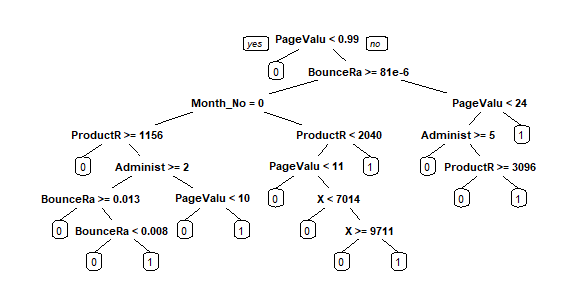 yes PageValu < 0.99 no
0 BounceRa >= 81e-6
Month_No = 0 PageValu < 24
ProductR >= 1156 ProductR < 2040 Administ >= 5 1
0 Administ >= 2 PageValu < 11 1 0 ProductR >= 3096
BounceRa >= 0.013 PageValu < 10 0 X < 7014 0 1
0 BounceRa < 0.008 0 1 0 X >= 9711
0 1 0 1